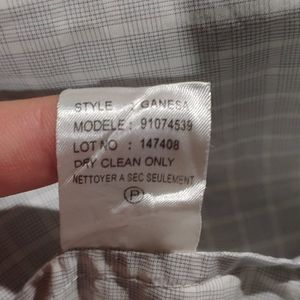 STYLE : GANESA
MODELE : 91074539
LOT NO : 147408
DRY CLEAN ONLY
NETTOYER A SEC SEULEMENT
P